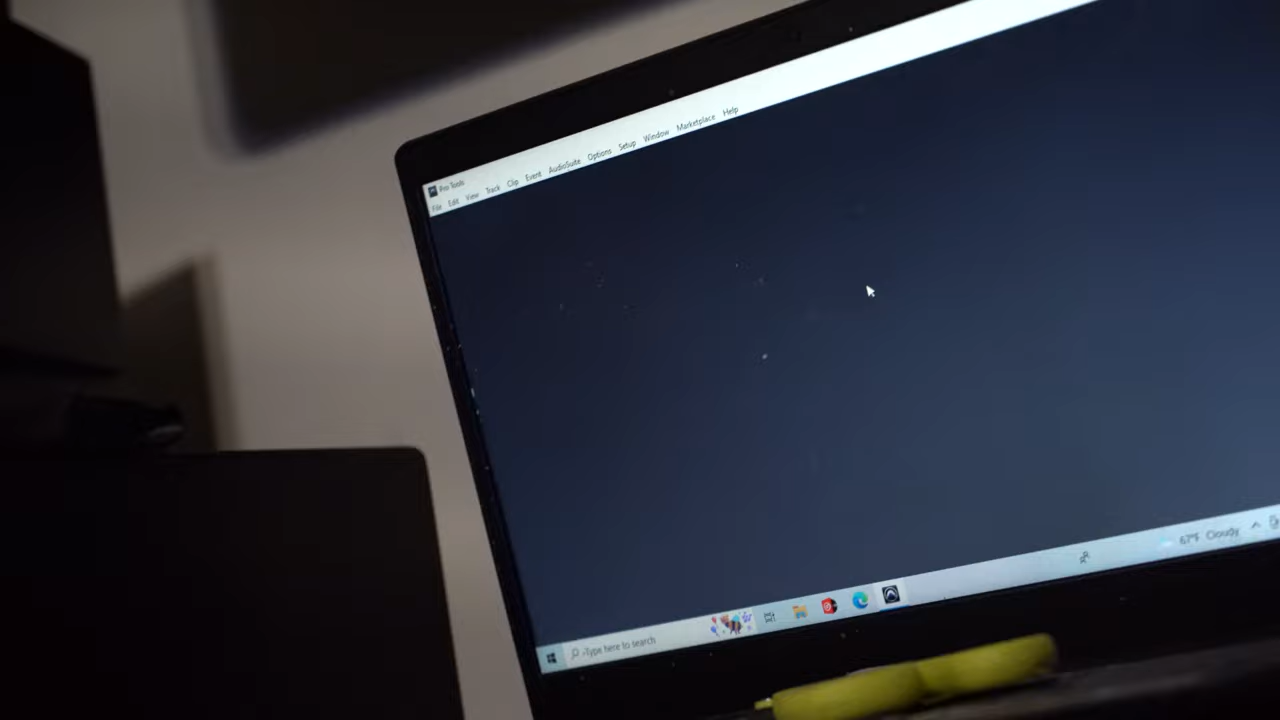 Pro Tools
File Edit View Track Clip Event AudioSuite Options Setup Window Marketplace Help
Type here to search
67°F Cloudy